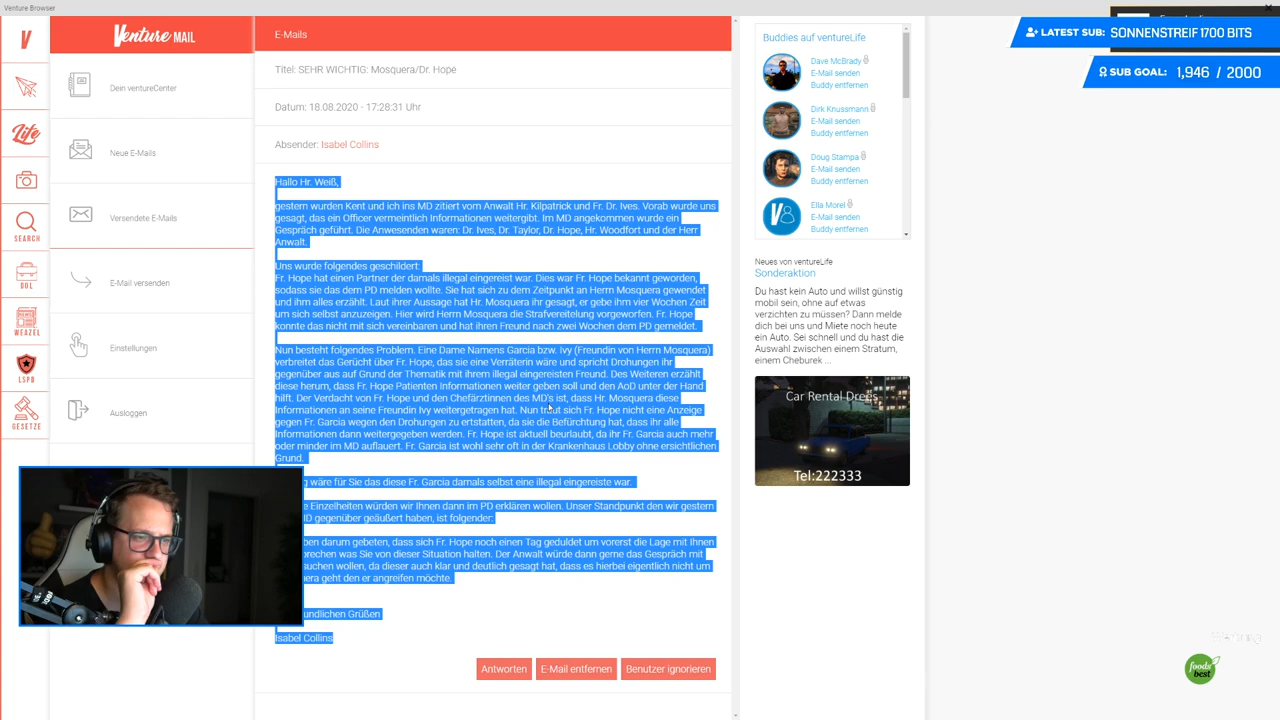 Venture Browser
LATEST SUB: SONNENSTREIF 1700 BITS
SUB GOAL: 1,946 / 2000
V
Venture MAIL
Life
SEARCH
DOL
WEAZEL
LSPD
GESETZE
Dein ventureCenter
Neue E-Mails
Versendete E-Mails
E-Mail versenden
Einstellungen
Ausloggen
E-Mails
Titel: SEHR WICHTIG: Mosquera/Dr. Hope
Datum: 18.08.2020 - 17:28:31 Uhr
Absender: Isabel Collins
Hallo Hr. Weiß,
gestern wurden Kent und ich ins MD zitiert vom Anwalt Hr. Kilpatrick und Fr. Dr. Ives. Vorab wurde uns
gesagt, das ein Officer vermeintlich Informationen weitergibt. Im MD angekommen wurde ein
Gespräch geführt. Die Anwesenden waren: Dr. Ives, Dr. Taylor, Dr. Hope, Hr. Woodfort und der Herr
Anwalt.
Uns wurde folgendes geschildert:
Fr. Hope hat einen Partner der damals illegal eingereist war. Dies war Fr. Hope bekannt geworden,
sodass sie das dem PD melden wollte. Sie hat sich zu dem Zeitpunkt an Herrn Mosquera gewendet
und ihm alles erzählt. Laut ihrer Aussage hat Hr. Mosquera ihr gesagt, er gebe ihm vier Wochen Zeit
um sich selbst anzuzeigen. Hier wird Herrn Mosquera die Strafvereitelung vorgeworfen. Fr. Hope
konnte das nicht mit sich vereinbaren und hat ihren Freund nach zwei Wochen dem PD gemeldet.
Nun besteht folgendes Problem. Eine Dame Namens Garcia bzw. Ivy (Freundin von Herrn Mosquera)
verbreitet das Gerücht über Fr. Hope, das sie eine Verräterin wäre und spricht Drohungen ihr
gegenüber aus auf Grund der Thematik mit ihrem illegal eingereisten Freund. Des Weiteren erzählt
diese herum, dass Fr. Hope Patienten Informationen weiter geben soll und den AoD unter der Hand
hilft. Der Verdacht von Fr. Hope und den Chefärztinnen des MD's ist, dass Hr. Mosquera diese
Informationen an seine Freundin Ivy weitergetragen hat. Nun traut sich Fr. Hope nicht eine Anzeige
gegen Fr. Garcia wegen den Drohungen zu ertstatten, da sie die Befürchtung hat, dass ihr alle
Informationen dann weitergegeben werden. Fr. Hope ist aktuell beurlaubt, da ihr Fr. Garcia auch mehr
oder minder im MD auflauert. Fr. Garcia ist wohl sehr oft in der Krankenhaus Lobby ohne ersichtlichen
Grund.
wäre für Sie das diese Fr. Garcia damals selbst eine illegal eingereiste war.
Einzelheiten würden wir Ihnen dann im PD erklären wollen. Unser Standpunkt den wir gestern
gegenüber geäußert haben, ist folgender:
darum gebeten, dass sich Fr. Hope noch einen Tag geduldet um vorerst die Lage mit Ihnen
was Sie von dieser Situation halten. Der Anwalt würde dann gerne das Gespräch mit
wollen, da dieser auch klar und deutlich gesagt hat, dass es hierbei eigentlich nicht um
geht den er angreifen möchte.
Isabel Collins
Antworten
E-Mail entfernen
Benutzer ignorieren
Buddies auf ventureLife
Dave McBrady
E-Mail senden
Buddy entfernen
Dirk Knussmann
E-Mail senden
Buddy entfernen
Doug Stampa
E-Mail senden
Buddy entfernen
Ella Morel
E-Mail senden
Buddy entfernen
Neues von ventureLife
Sonderaktion
Du hast kein Auto und willst günstig
mobil sein, ohne auf etwas
verzichten zu müssen? Dann melde
dich bei uns und Miete noch heute
ein Auto. Sei schnell und du hast die
Auswahl zwischen einem Stratum,
einem Cheburek ...
Car Rental Drees
Tel:222333
foods
best